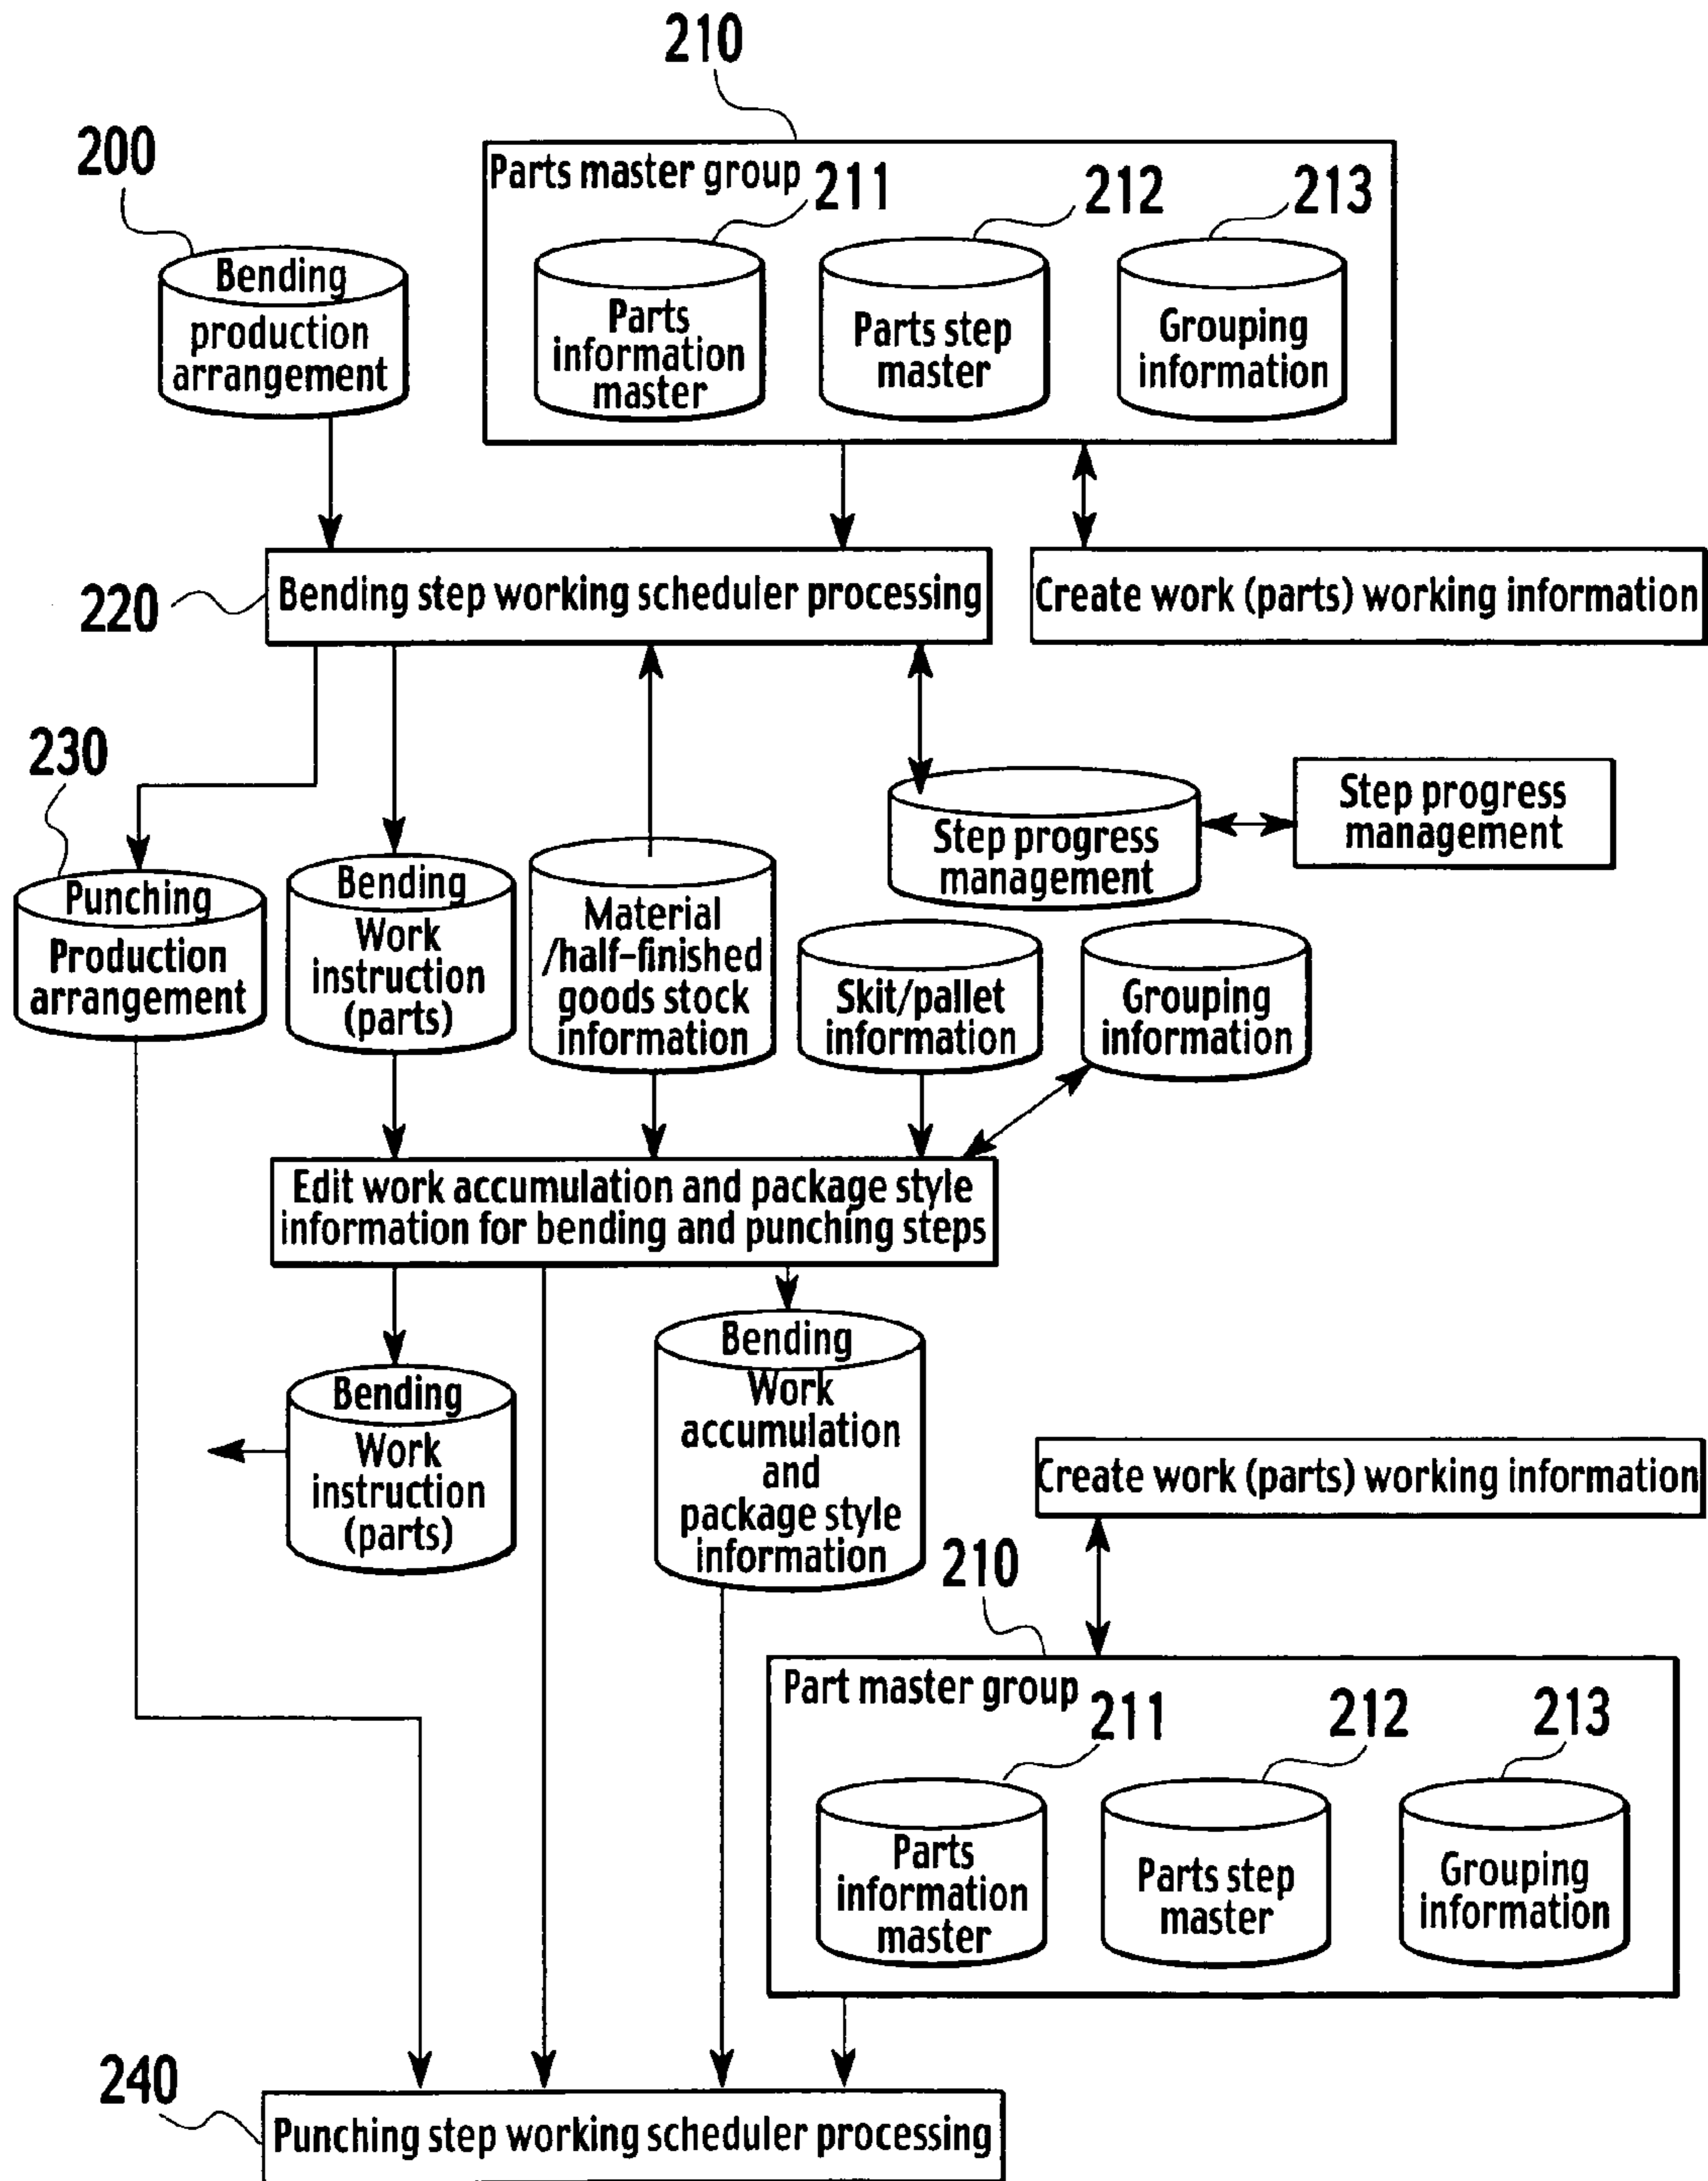 210
200
Parts master group
211
212
213
Bending
production
arrangement
Parts
information
master
Parts step
master
Grouping
information
220
Bending step working scheduler processing
Create work (parts) working information
230
Step progress
management
Step progress
management
Punching
Production
arrangement
Bending
Work
instruction
(parts)
Material
/half-finished
goods stock
information
Skit/pallet
information
Grouping
information
Edit work accumulation and package style
information for bending and punching steps
Bending
Work
instruction
(parts)
Bending
Work
accumulation
and
package style
information
Create work (parts) working information
210
Part master group
211
212
213
Parts
information
master
Parts step
master
Grouping
information
240
Punching step working scheduler processing